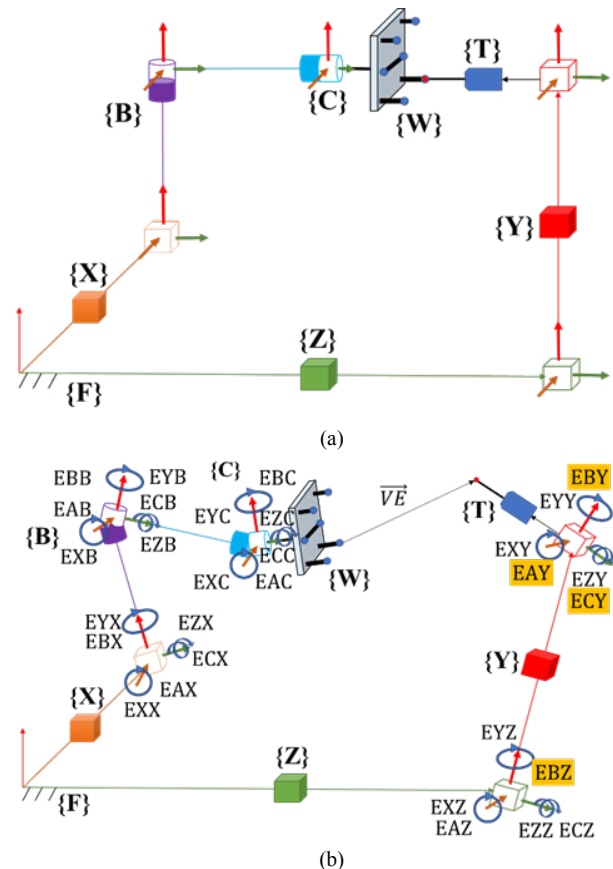 {B}
{C}
{T}
{W}
{Y}
{X}
{Z}
{F}
(a)
EBB EYB
EAB ECB
{B}
EXB EZB
{C}
EBC
EYC EZC
ECC
EXC EAC
{W}
VE
{T}
EBY
EYY
EXY
EAY
EZY
ECY
EYX
EBX
EZX
ECX
EAX
EXX
{X}
{Y}
{Z}
EYZ
EBZ
EXZ
EAZ
EZZ ECZ
{F}
(b)